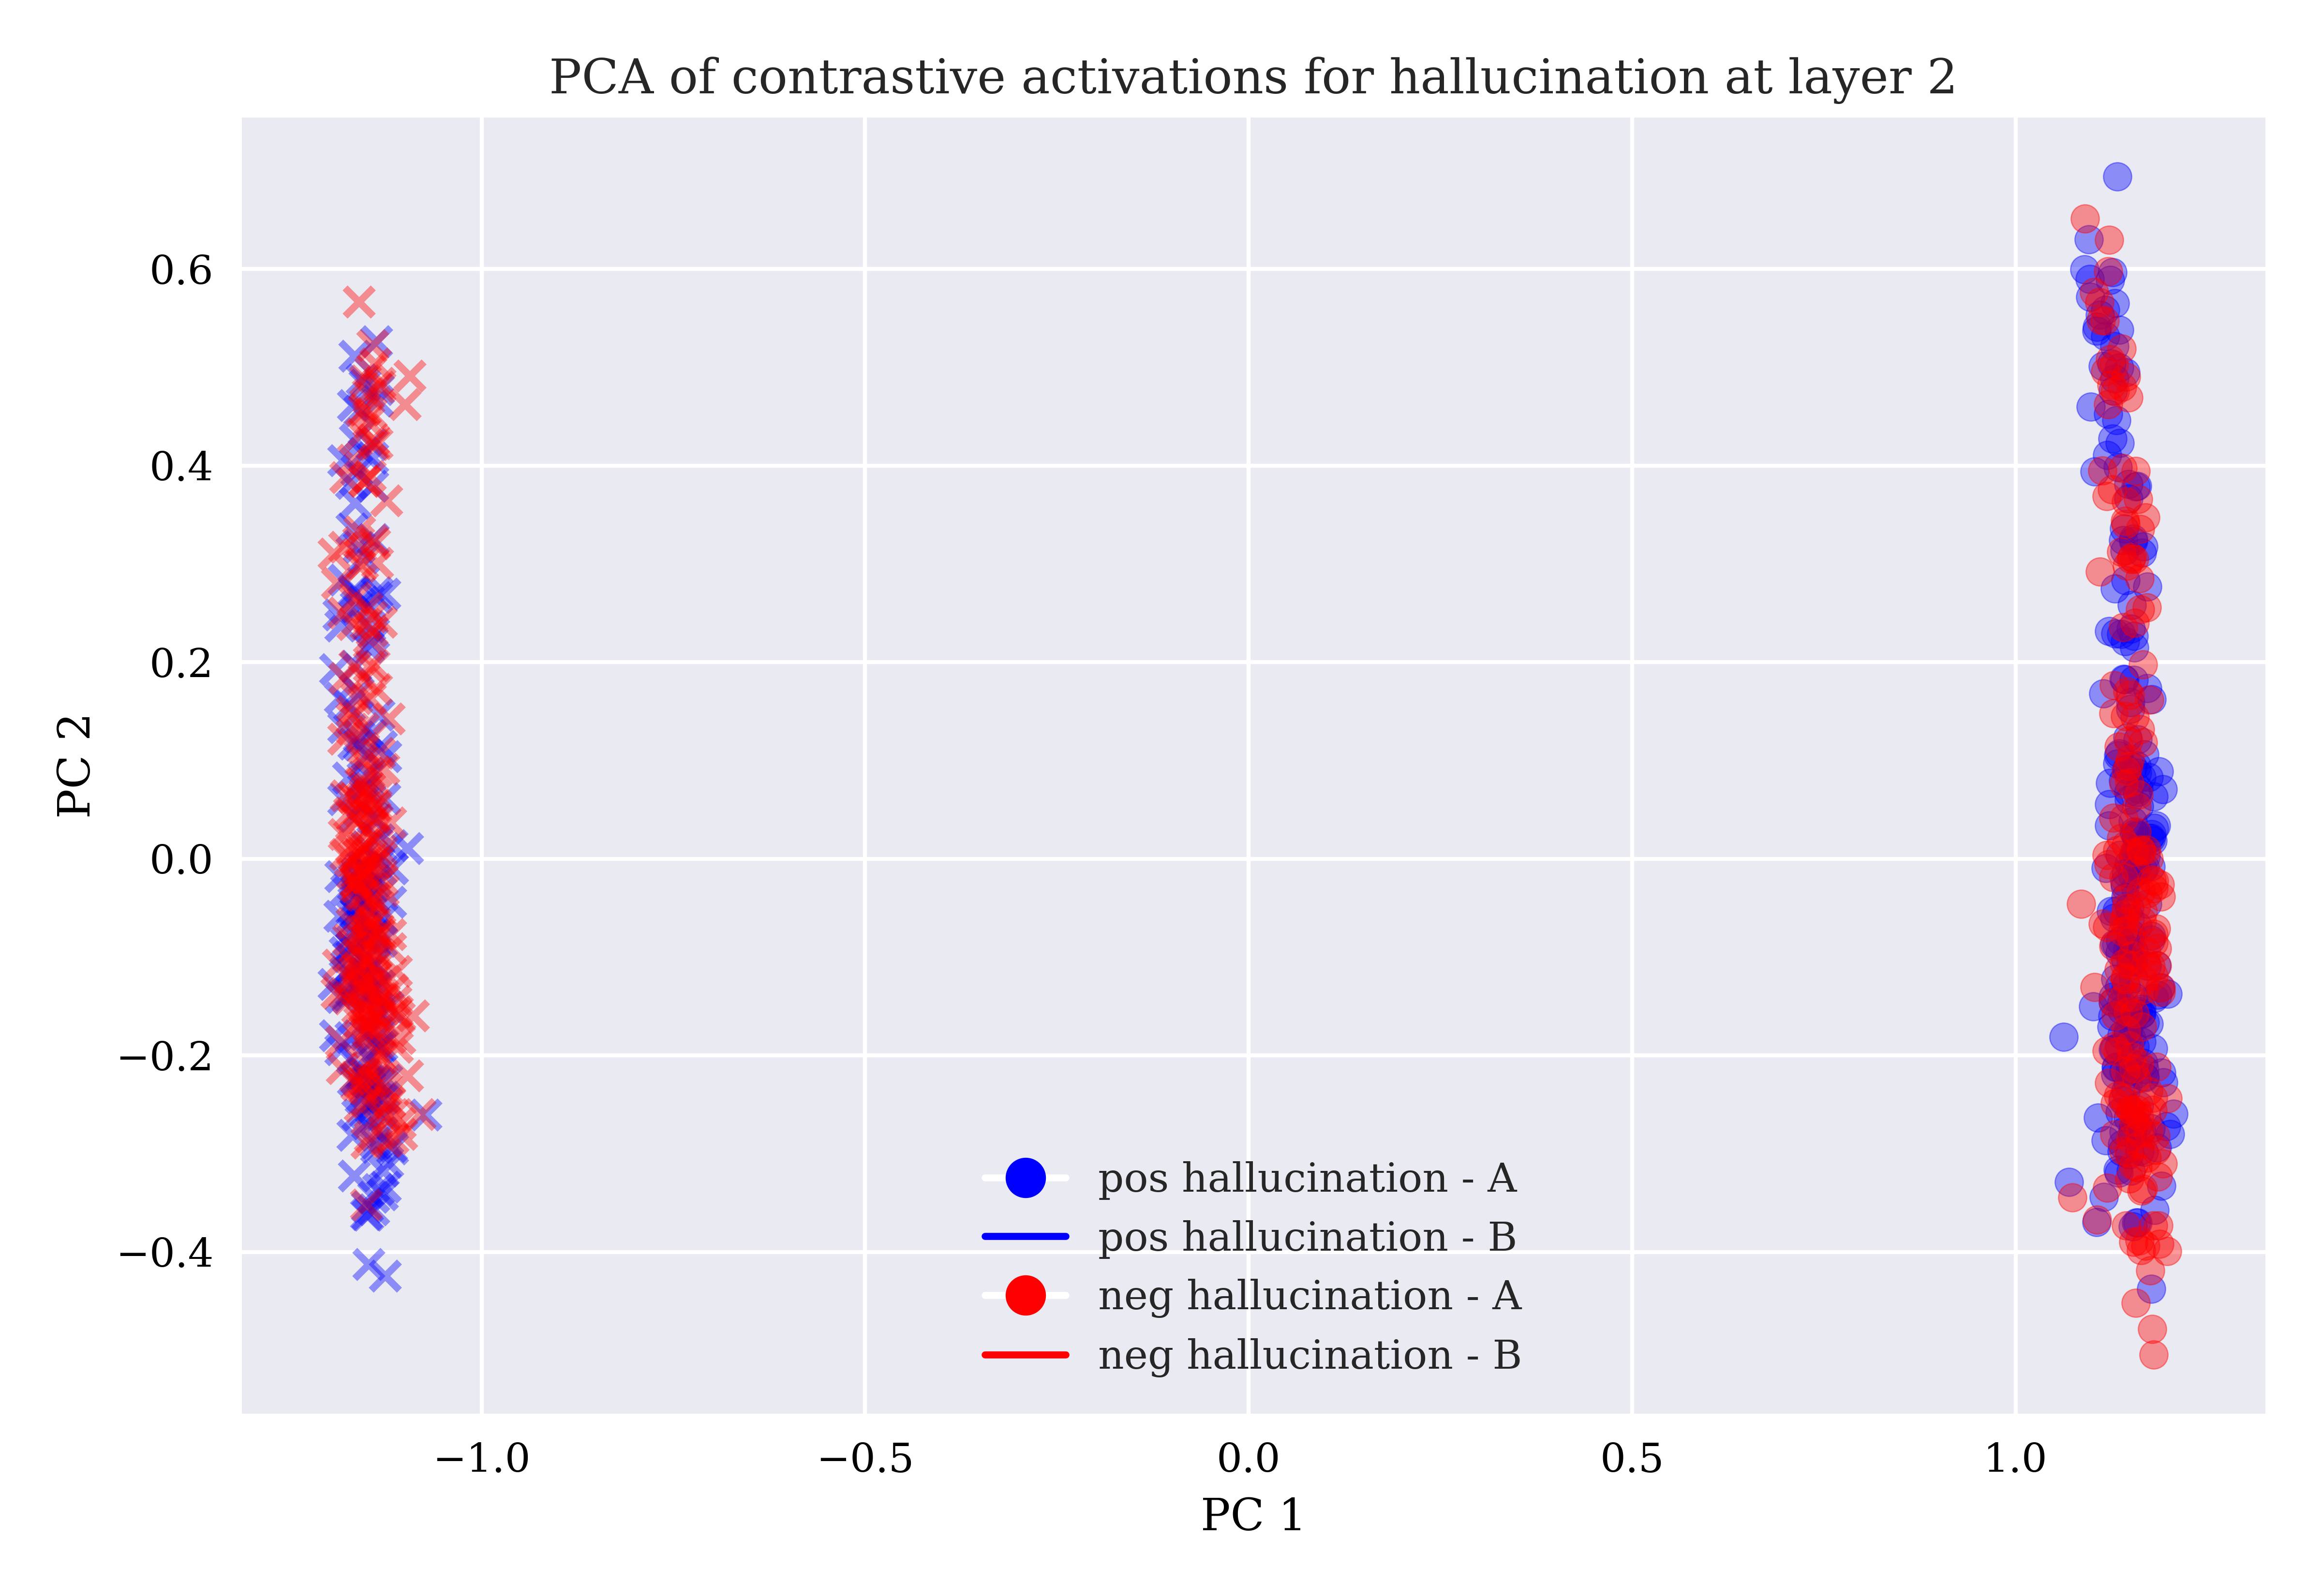 PCA of contrastive activations for hallucination at layer 2
PC 2
0.6
0.4
0.2
0.0
−0.2
−0.4
pos hallucination - A
pos hallucination - B
neg hallucination - A
neg hallucination - B
−1.0
−0.5
0.0
0.5
1.0
PC 1